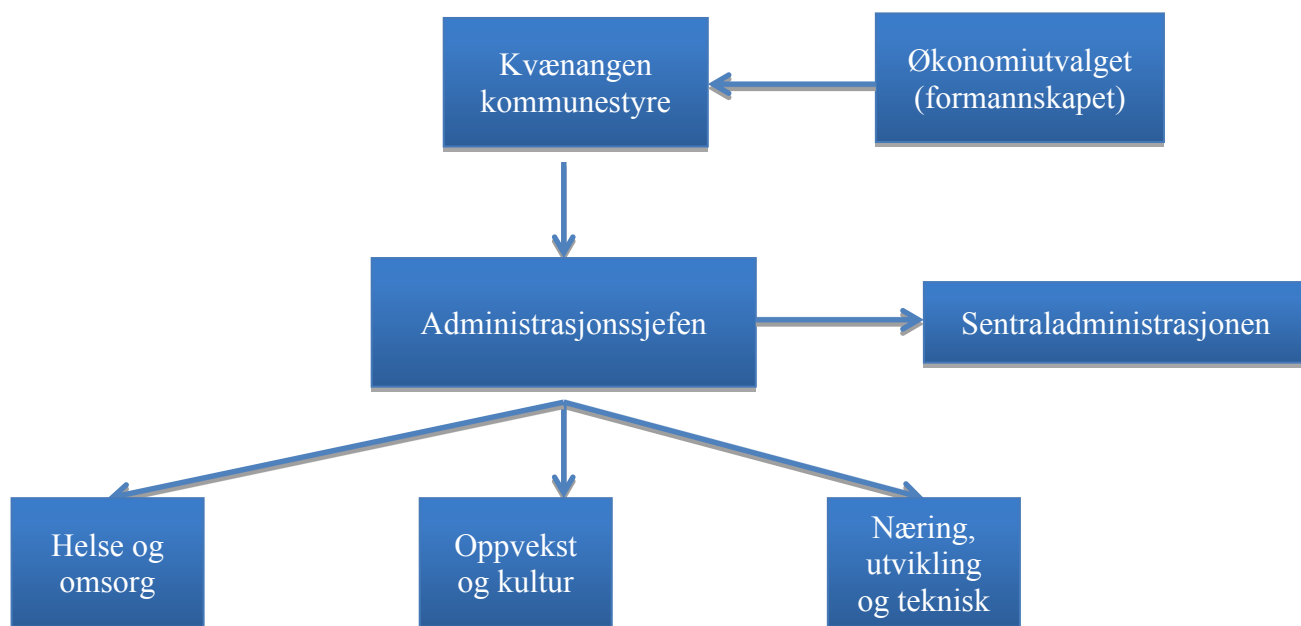 Kvænangen
kommunestyre
Økonomiutvalget
(formannskapet)
Administrasjonssjefen
Sentraladministrasjonen
Helse og
omsorg
Oppvekst
og kultur
Næring,
utvikling
og teknisk